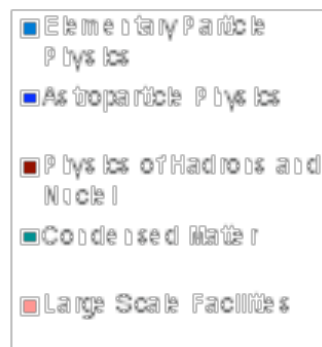 Elementary Particle
Physics
Astroparticle Physics
Physics of Hadrons and
Nuclei
Condensed Matter
Large Scale Facilities